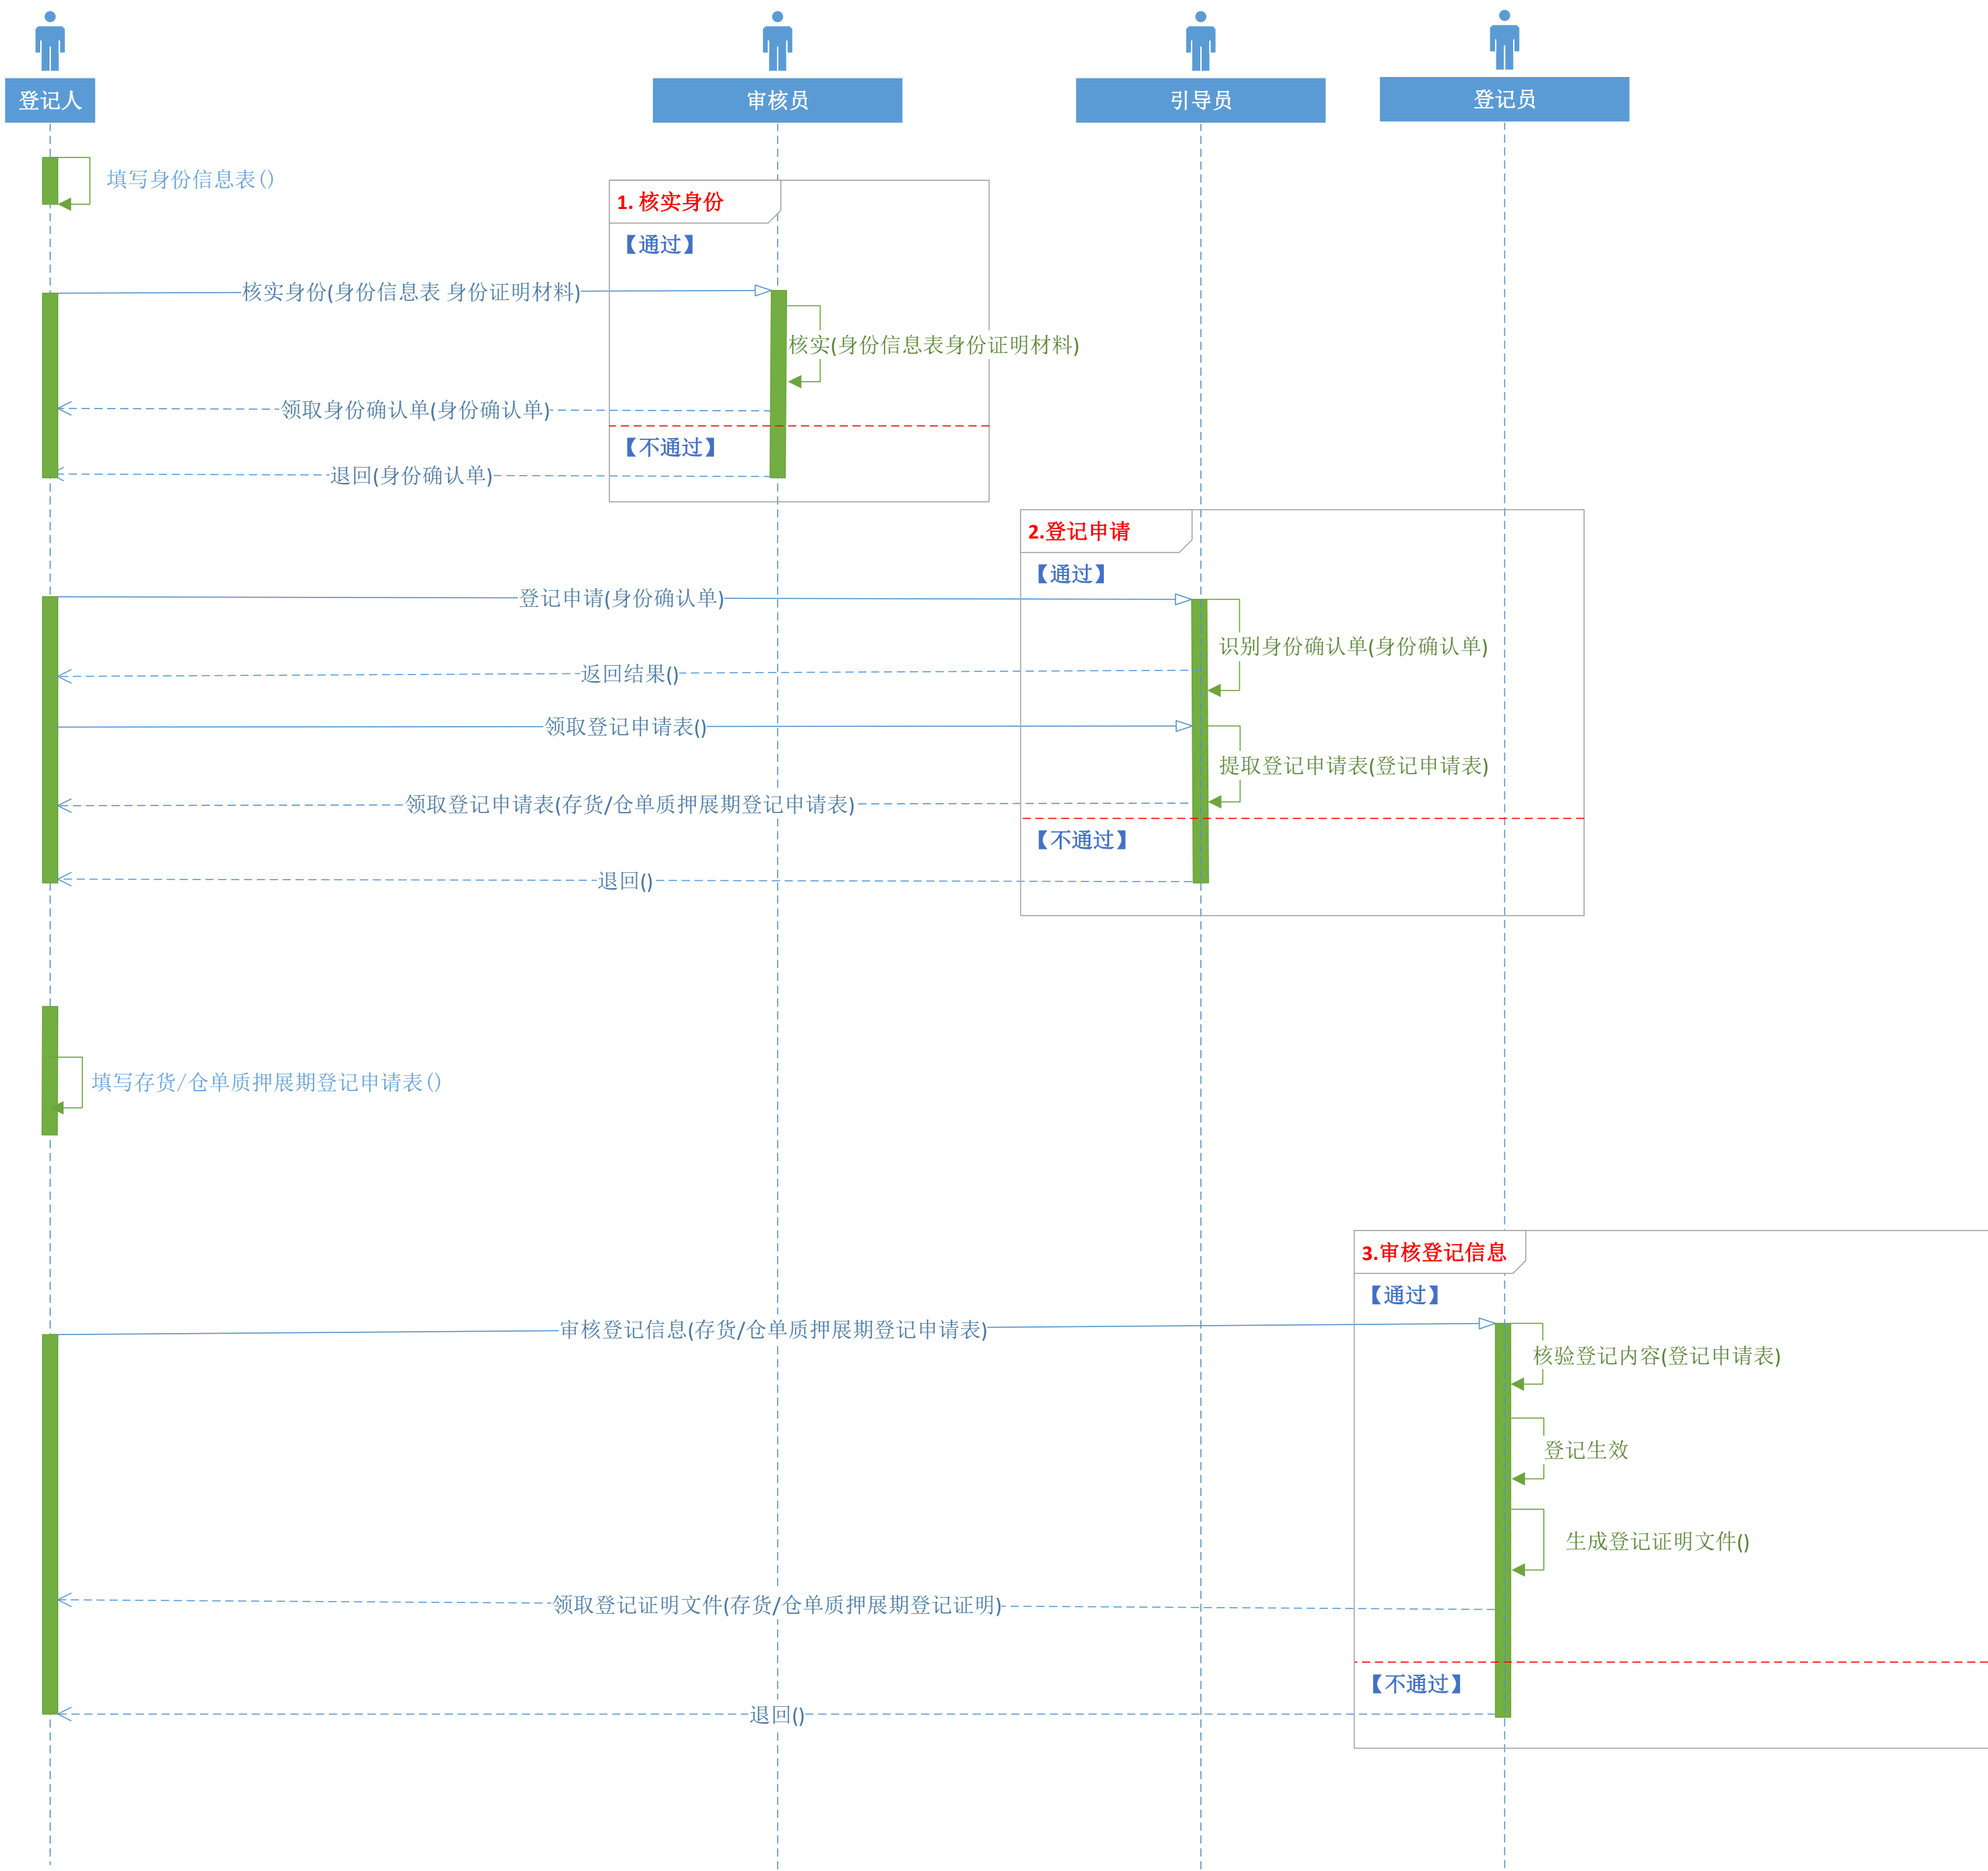 登记人
审核员
引导员
登记员
填写身份信息表()
1. 核实身份
【通过】
核实身份(身份信息表 身份证明材料)
核实(身份信息表身份证明材料)
领取身份确认单(身份确认单)
【不通过】
退回(身份确认单)
2.登记申请
【通过】
登记申请(身份确认单)
识别身份确认单(身份确认单)
返回结果()
领取登记申请表()
提取登记申请表(登记申请表)
领取登记申请表(存货/仓单质押展期登记申请表)
【不通过】
退回()
填写存货/仓单质押展期登记申请表()
3.审核登记信息
【通过】
审核登记信息(存货/仓单质押展期登记申请表)
核验登记内容(登记申请表)
登记生效
生成登记证明文件()
领取登记证明文件(存货/仓单质押展期登记证明)
【不通过】
退回()